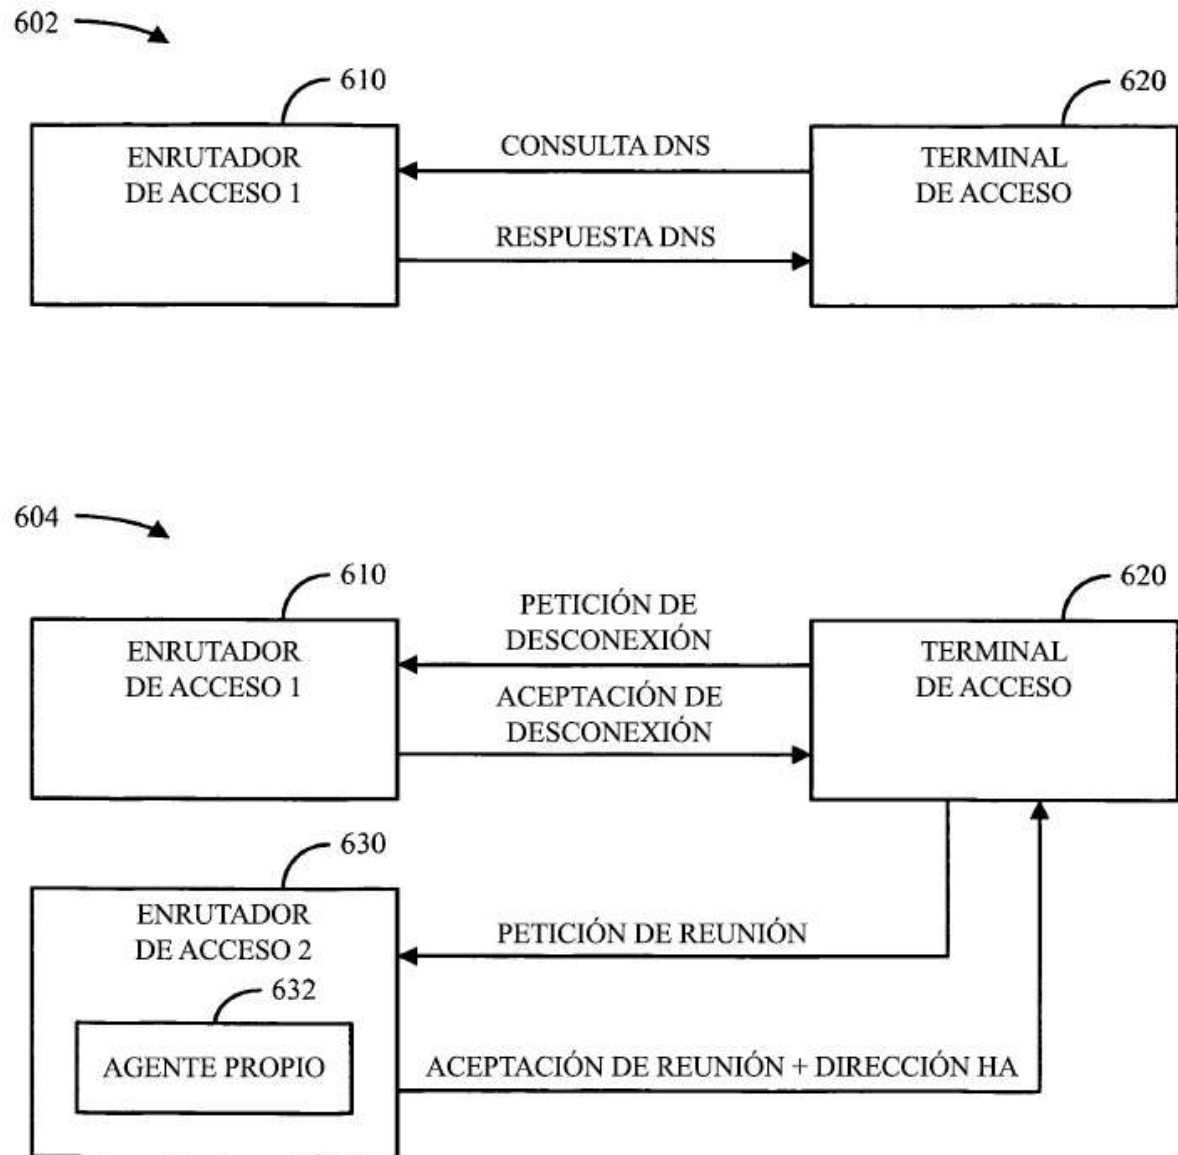 602
610
620
ENRUTADOR
DE ACCESO 1
CONSULTA DNS
RESPUESTA DNS
TERMINAL
DE ACCESO
604
610
620
ENRUTADOR
DE ACCESO 1
PETICIÓN DE
DESCONEXIÓN
ACEPTACIÓN DE
DESCONEXIÓN
TERMINAL
DE ACCESO
630
ENRUTADOR
DE ACCESO 2
PETICIÓN DE REUNIÓN
632
AGENTE PROPIO
ACEPTACIÓN DE REUNIÓN + DIRECCIÓN HA